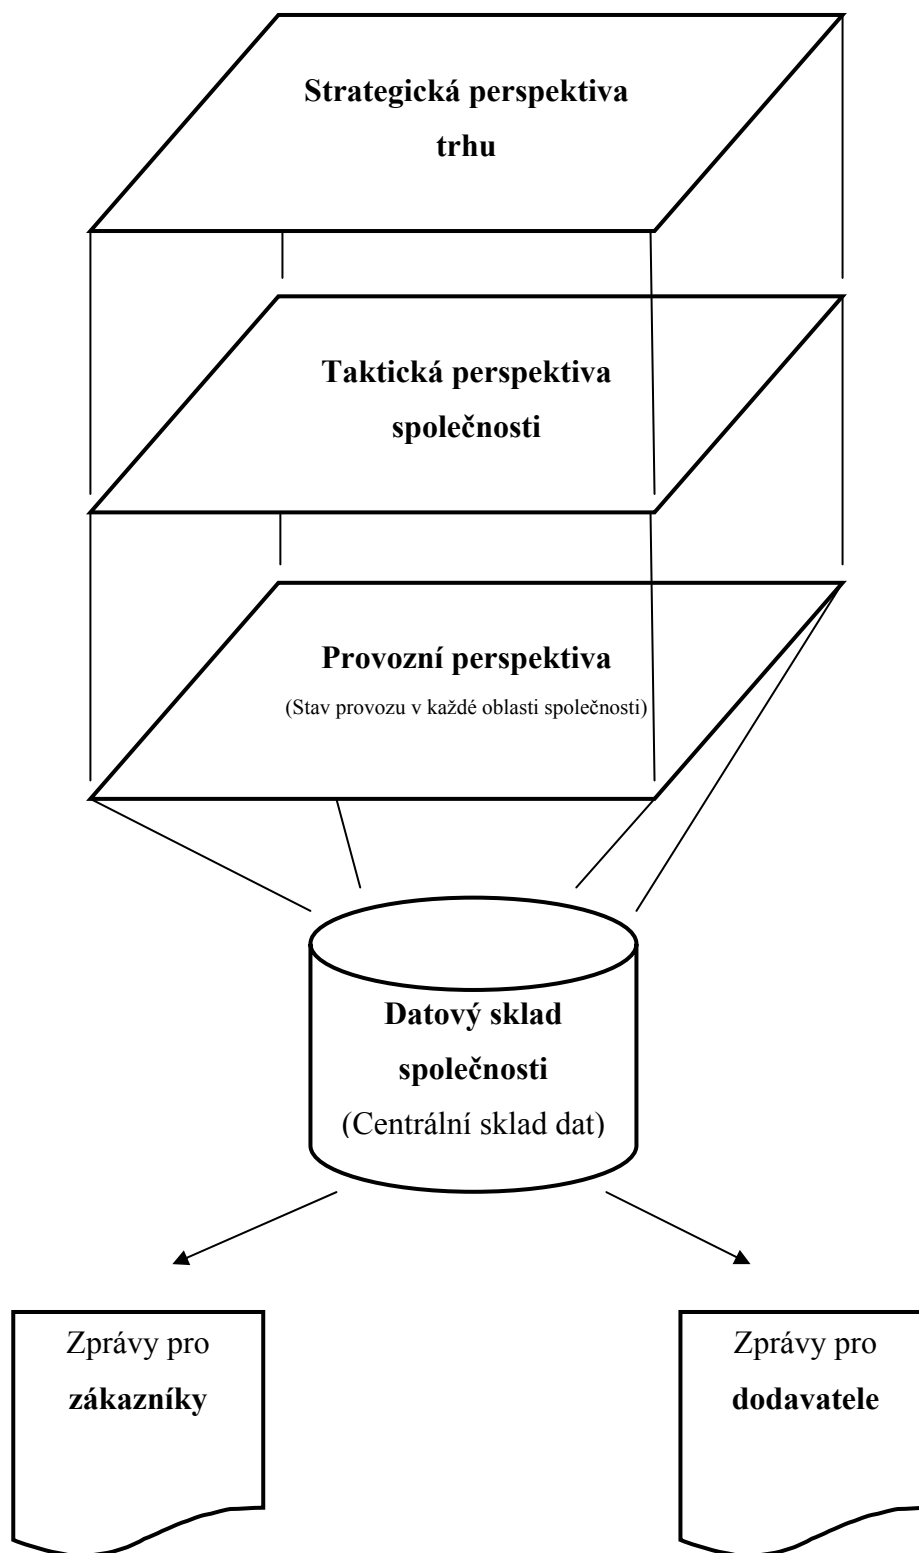 Strategická perspektiva
trhu
Taktická perspektiva
společnosti
Provozní perspektiva
(Stav provozu v každé oblasti společnosti)
Datový sklad
společnosti
(Centrální sklad dat)
Zprávy pro
zákazníky
Zprávy pro
dodavatele